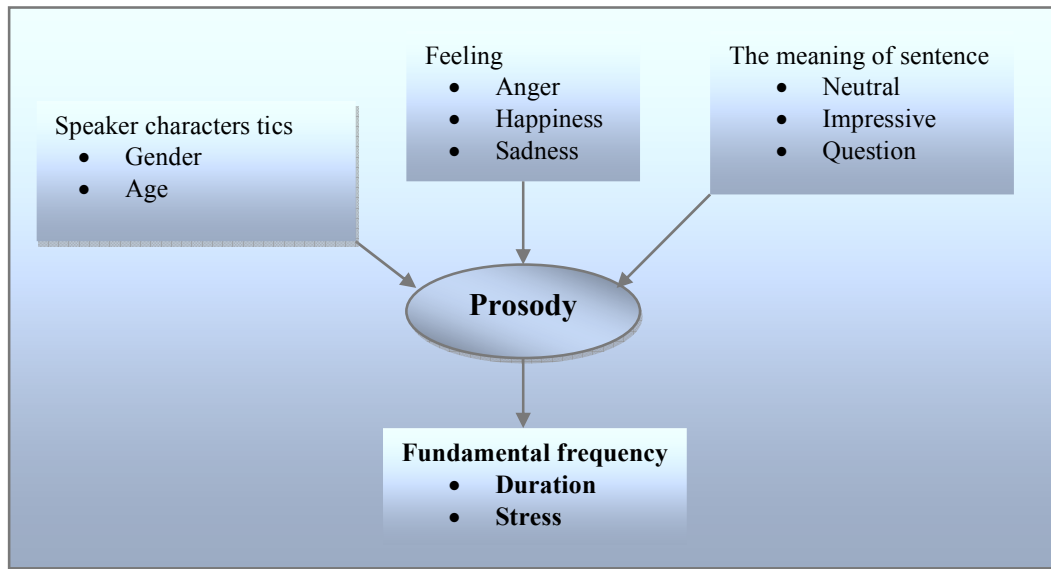 Speaker characters tics
• Gender
• Age
Feeling
• Anger
• Happiness
• Sadness
The meaning of sentence
• Neutral
• Impressive
• Question
Prosody
Fundamental frequency
• Duration
• Stress